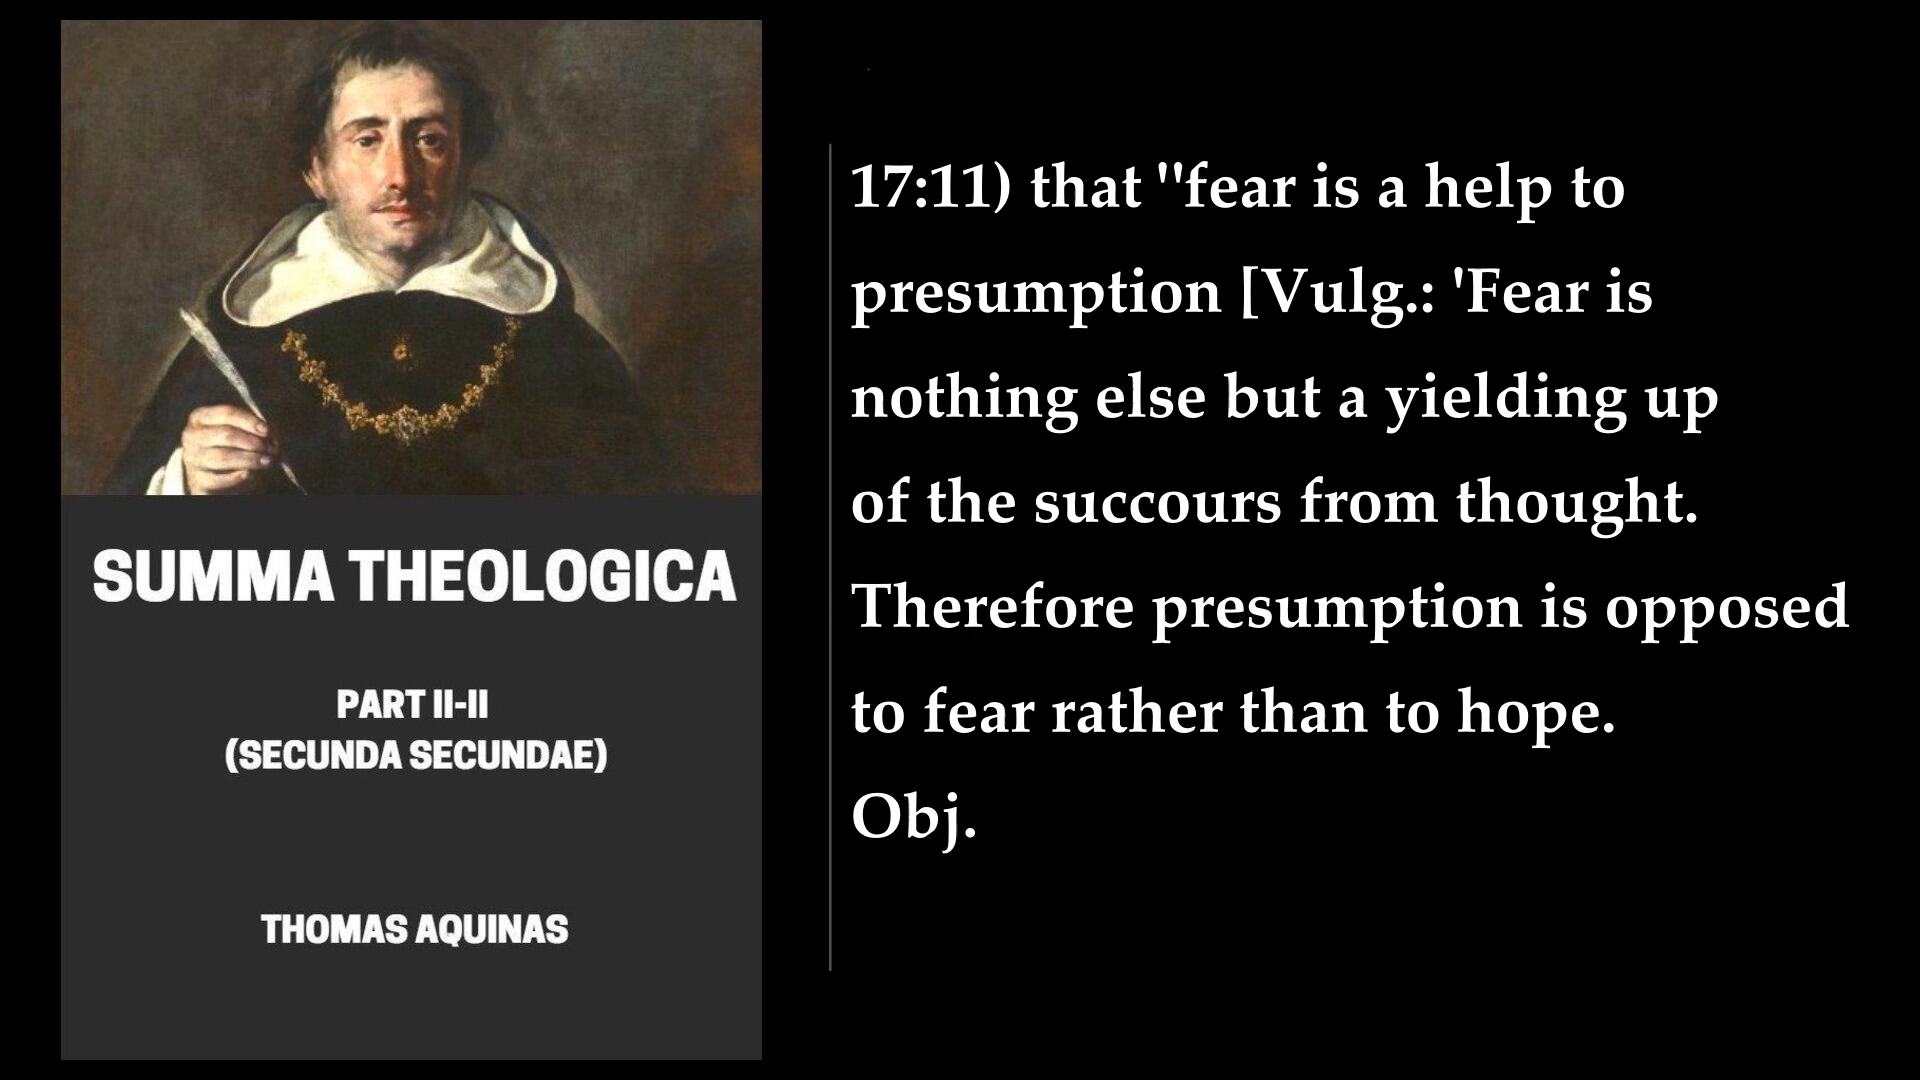 SUMMA THEOLOGICA
PART II-II
(SECUNDA SECUNDAE)
THOMAS AQUINAS
17:11) that "fear is a help to
presumption [Vulg.: 'Fear is
nothing else but a yielding up
of the succours from thought.
Therefore presumption is opposed
to fear rather than to hope.
Obj.